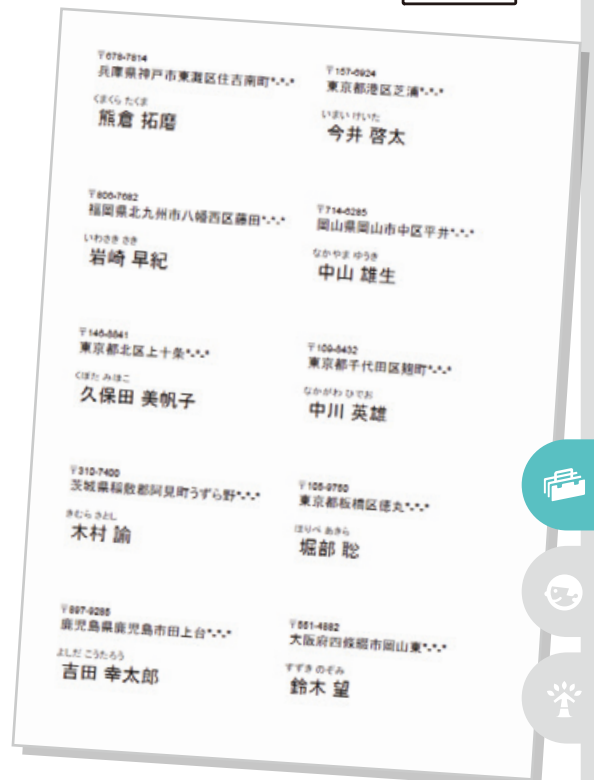 〒678-7814
兵庫県神戸市東灘区住吉南町*-*-*
くまくら たくま
熊倉 拓磨
〒157-6924
東京都港区芝浦*-*-*
いまい けいた
今井 啓太
〒806-7682
福岡県北九州市八幡西区藤田*-*-*
いわさき さき
岩崎 早紀
〒714-6285
岡山県岡山市中区平井*-*-*
なかやま ゆうき
中山 雄生
〒146-8841
東京都北区上十条*-*-*
くぼた みほこ
久保田 美帆子
〒109-6432
東京都千代田区麹町*-*-*
なかがわ ひでお
中川 英雄
〒310-7400
茨城県稲敷郡阿見町うずら野*-*-*
きむら さとし
木村 諭
〒106-9760
東京都板橋区徳丸*-*-*
ほりべ あきら
堀部 聡
〒897-9286
鹿児島県鹿児島市田上台*-*-*
よしだ こうたろう
吉田 幸太郎
〒561-4882
大阪府四條畷市岡山東*-*-*
すずき のぞみ
鈴木 望